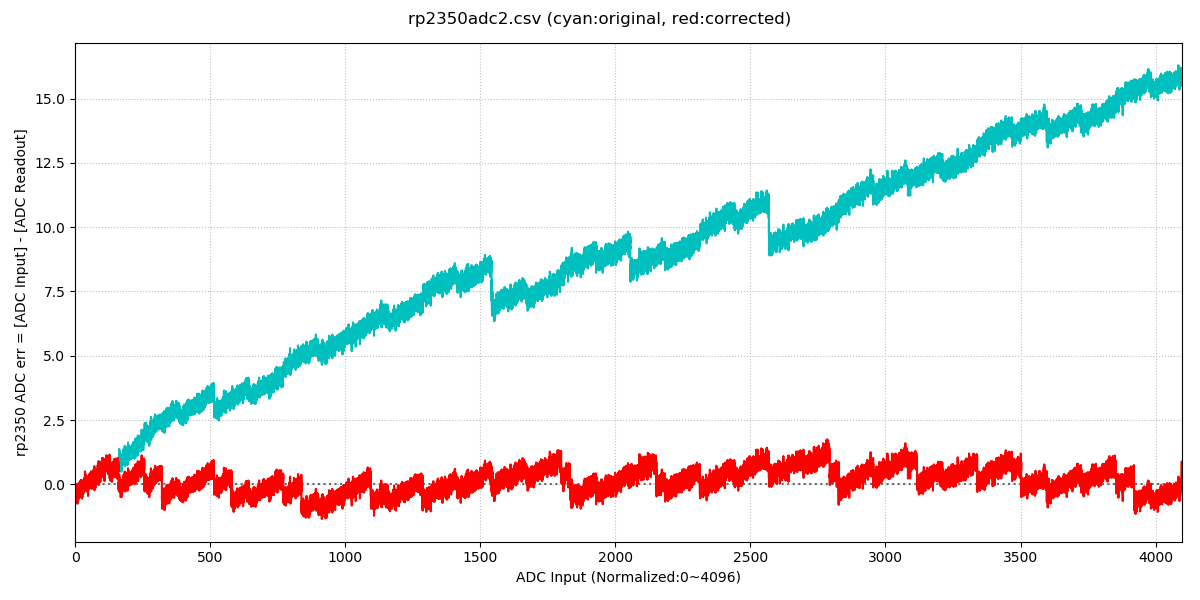 rp2350adc2.csv (cyan:original, red:corrected)
rp2350 ADC err = [ADC Input] - [ADC Readout]
15.0
12.5
10.0
7.5
5.0
2.5
0.0
0 500 1000 1500 2000 2500 3000 3500 4000
ADC Input (Normalized:0~4096)